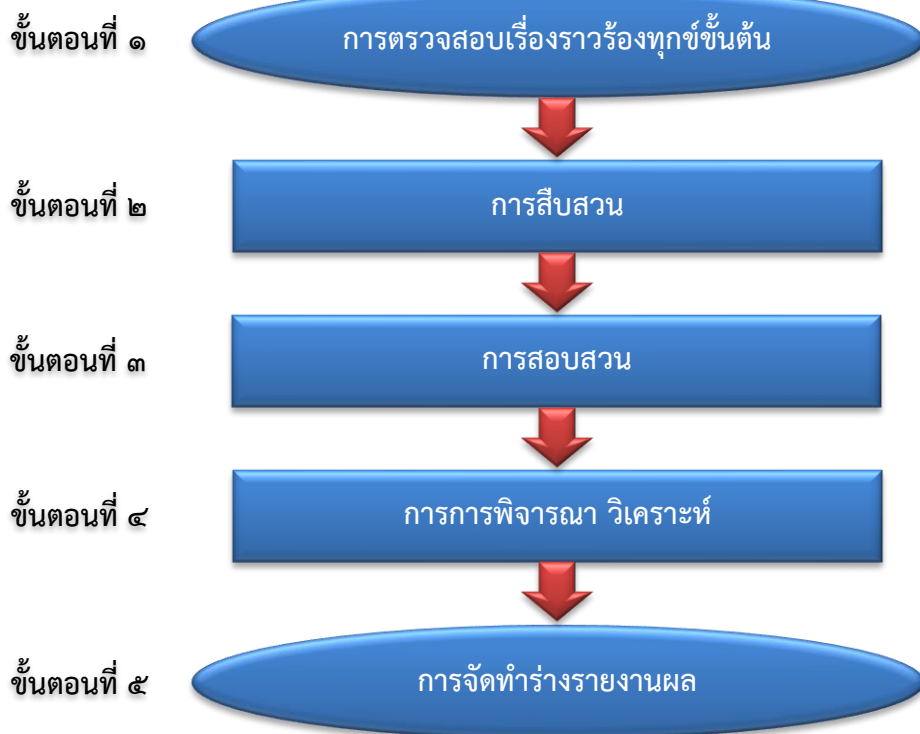 ขั้นตอนที่ ๑ การตรวจสอบเรื่องราวร้องทุกข์ขั้นต้น
ขั้นตอนที่ ๒ การสืบสวน
ขั้นตอนที่ ๓ การสอบสวน
ขั้นตอนที่ ๔ การการพิจารณา วิเคราะห์
ขั้นตอนที่ ๕ การจัดทำร่างรายงานผล